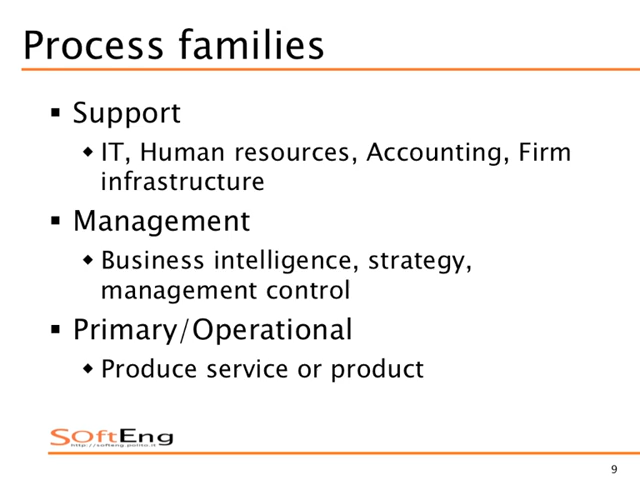 Process families
▪ Support
◆ IT, Human resources, Accounting, Firm
infrastructure
▪ Management
◆ Business intelligence, strategy,
management control
▪ Primary/Operational
◆ Produce service or product
SOftEng
http://softeng.polito.it
9